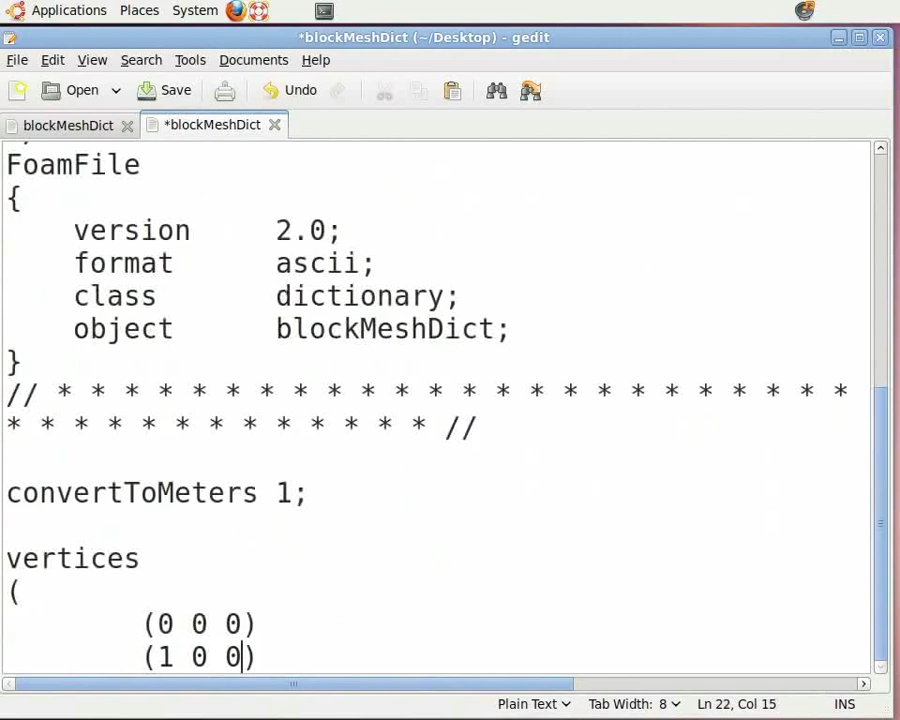 Applications Places System
*blockMeshDict (~/Desktop) - gedit
File Edit View Search Tools Documents Help
Open Save Undo
blockMeshDict *blockMeshDict
FoamFile
{
version 2.0;
format ascii;
class dictionary;
object blockMeshDict;
}
// * * * * * * * * * * * * * * * * * * * * * * * *
* * * * * * * * * * * * * //
convertToMeters 1;
vertices
(
(0 0 0)
(1 0 0)
Plain Text Tab Width: 8 Ln 22, Col 15 INS